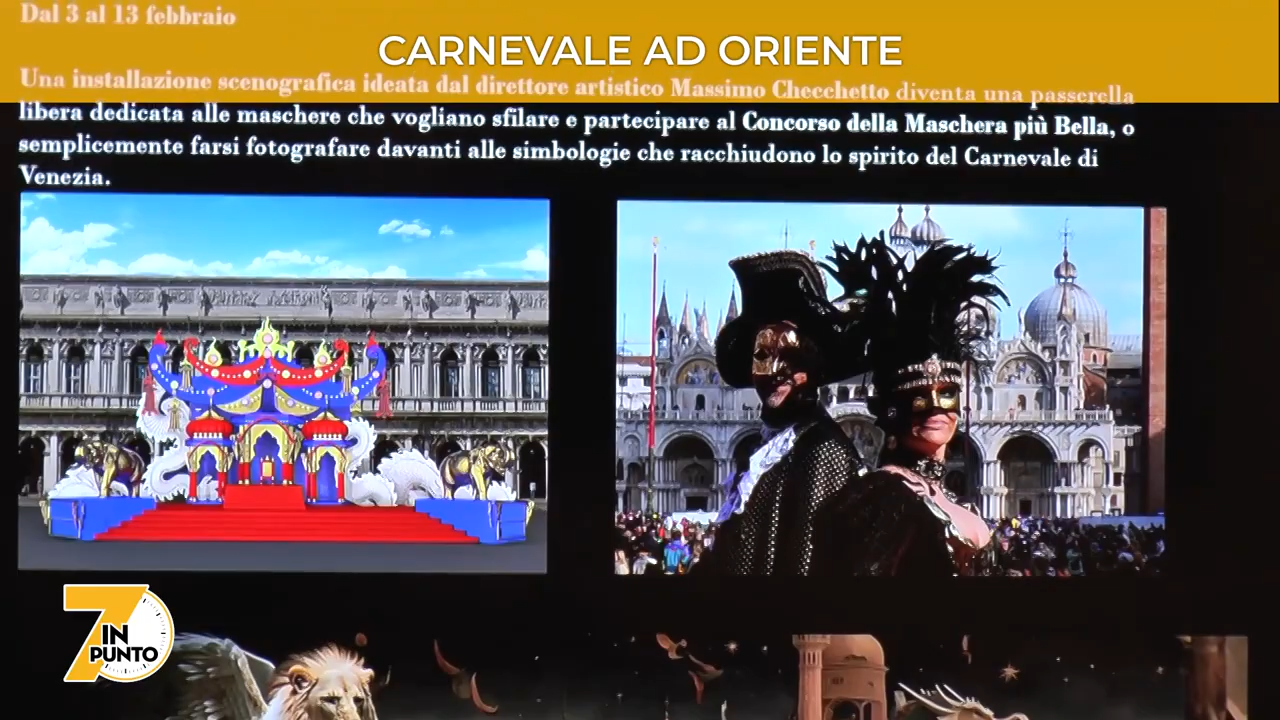 Dal 3 al 13 febbraio
CARNEVALE AD ORIENTE
Una installazione scenografica ideata dal direttore artistico Massimo Checchetto diventa una passerella
libera dedicata alle maschere che vogliano sfilare e partecipare al Concorso della Maschera più Bella, o
semplicemente farsi fotografare davanti alle simbologie che racchiudono lo spirito del Carnevale di
Venezia.
7 IN
PUNTO